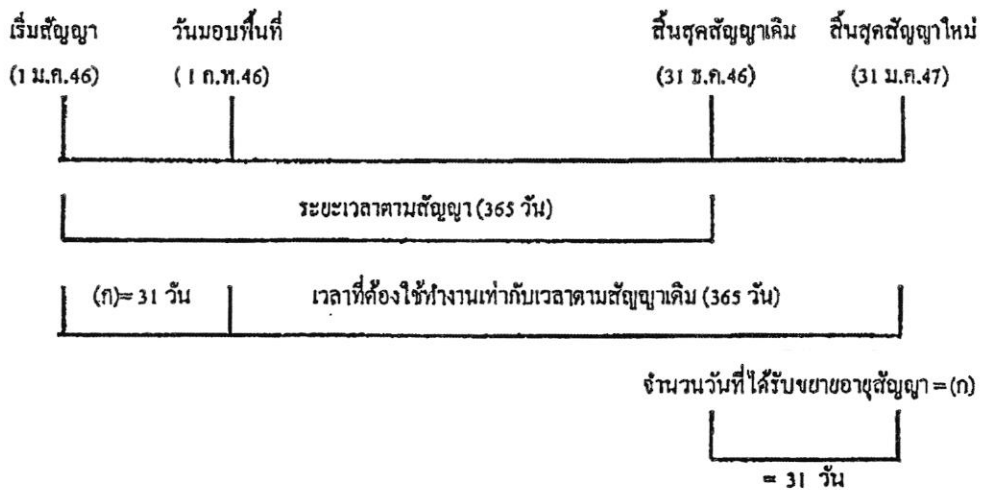 เริ่มสัญญา วันมอบพื้นที่ สิ้นสุดสัญญาเดิม สิ้นสุดสัญญาใหม่
(1 ม.ค.46) (1 ก.พ.46) (31 ธ.ค.46) (31 ม.ค.47)
ระยะเวลาตามสัญญา (365 วัน)
(ก)= 31 วัน เวลาที่ต้องใช้ทำงานเท่ากับเวลาตามสัญญาเดิม (365 วัน)
จำนวนวันที่ได้รับขยายอายุสัญญา = (ก)
= 31 วัน